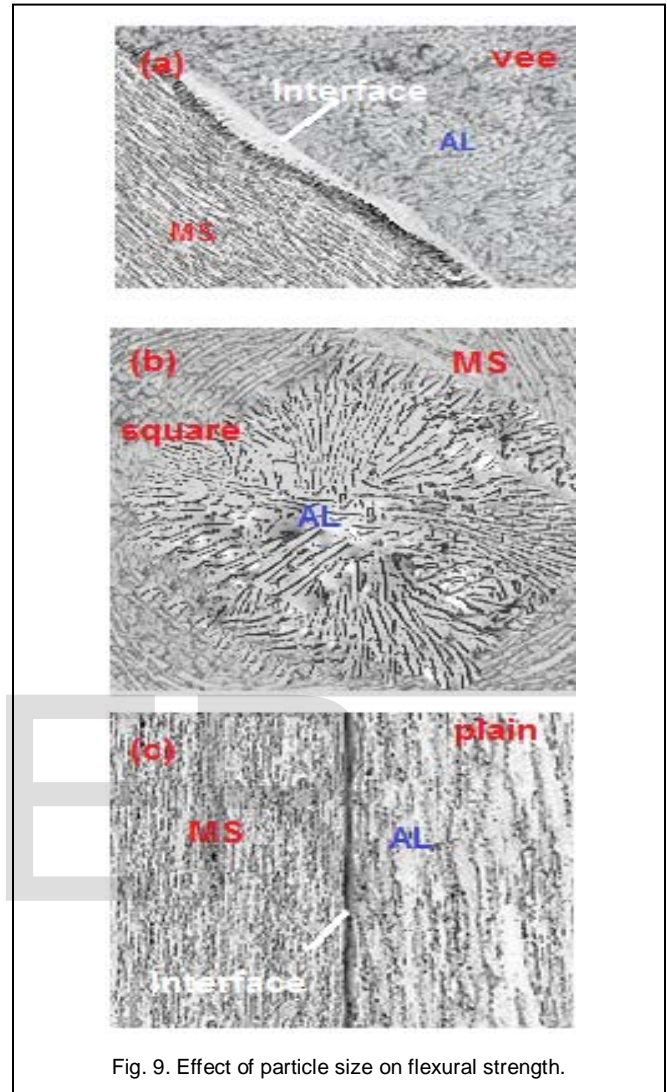 (a)
vee
Interface
AL
MS
(b)
MS
square
AL
(c)
plain
MS
AL
interface
Fig. 9. Effect of particle size on flexural strength.